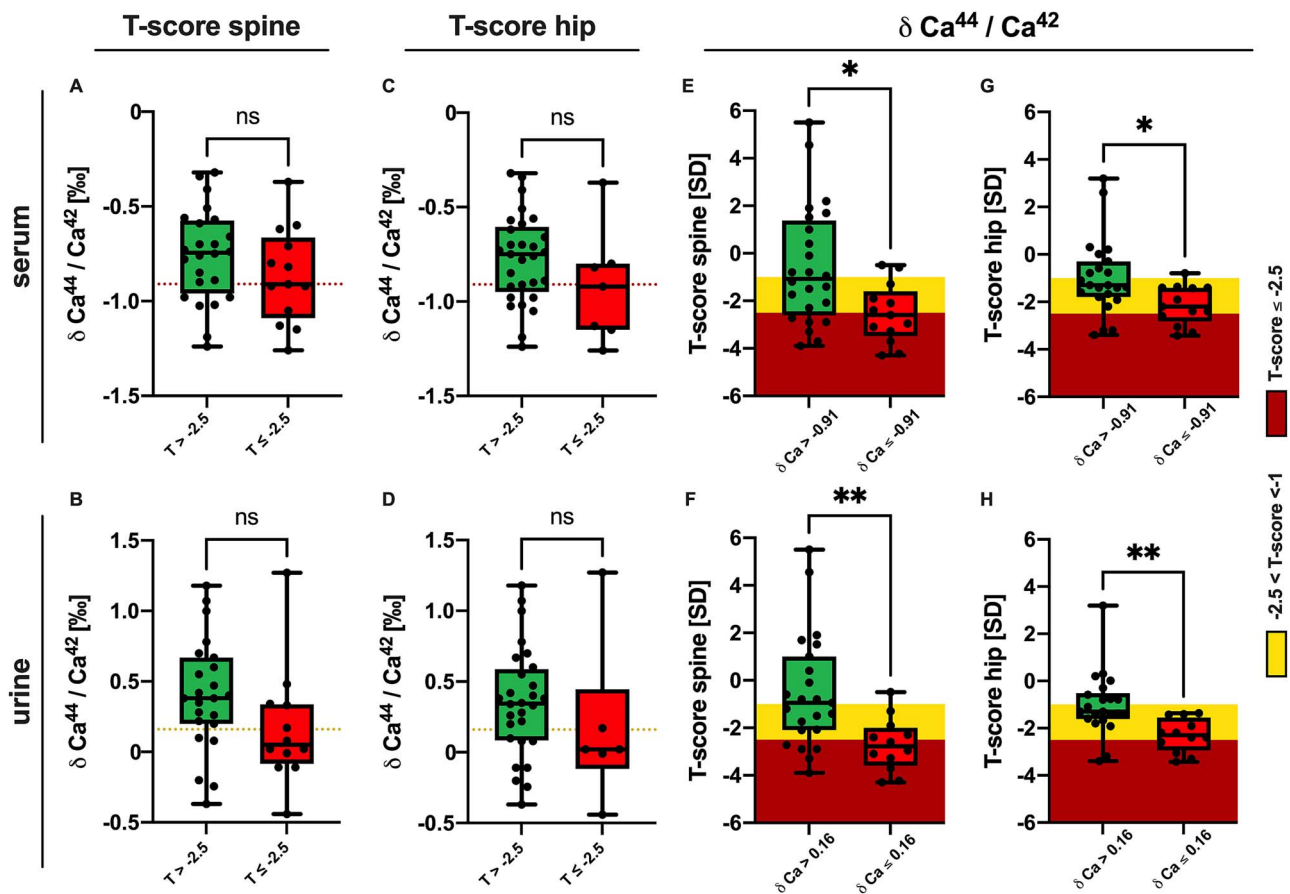 T-score spine
T-score hip
δ Ca⁴⁴ / Ca⁴²
serum
A
δ Ca⁴⁴ / Ca⁴² [‰]
0
-0.5
-1.0
-1.5
ns
T > -2.5
T ≤ -2.5
C
δ Ca⁴⁴ / Ca⁴² [‰]
0
-0.5
-1.0
-1.5
ns
T > -2.5
T ≤ -2.5
E
T-score spine [SD]
6
4
2
0
-2
-4
-6
*
δ Ca > -0.91
δ Ca ≤ -0.91
G
T-score hip [SD]
6
4
2
0
-2
-4
-6
*
δ Ca > -0.91
δ Ca ≤ -0.91
urine
B
δ Ca⁴⁴ / Ca⁴² [‰]
1.5
1.0
0.5
0
-0.5
ns
T > -2.5
T ≤ -2.5
D
δ Ca⁴⁴ / Ca⁴² [‰]
1.5
1.0
0.5
0
-0.5
ns
T > -2.5
T ≤ -2.5
F
T-score spine [SD]
6
4
2
0
-2
-4
-6
**
δ Ca > 0.16
δ Ca ≤ 0.16
H
T-score hip [SD]
6
4
2
0
-2
-4
-6
**
δ Ca > 0.16
δ Ca ≤ 0.16
T-score ≤ -2.5
-2.5 < T-score <-1